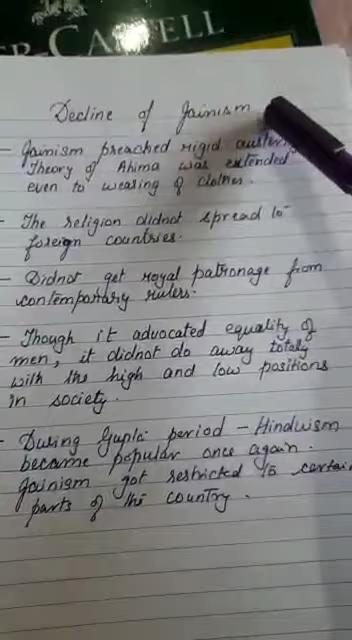 ER-CAMPELL
Decline of Jainism
- Jainism preached rigid
Theory of Ahima was extended
even to wearing of clothes.
- The religion didnot spread to
foreign countries.
- Didnot get royal patronage from
contemporary rulers.
- Though it advocated equality of
men, it didnot do away totally
with the high and low positions
in society.
- During Gupta period - Hinduism
became popular once again.
Jainism got restricted to certain
parts of the country.